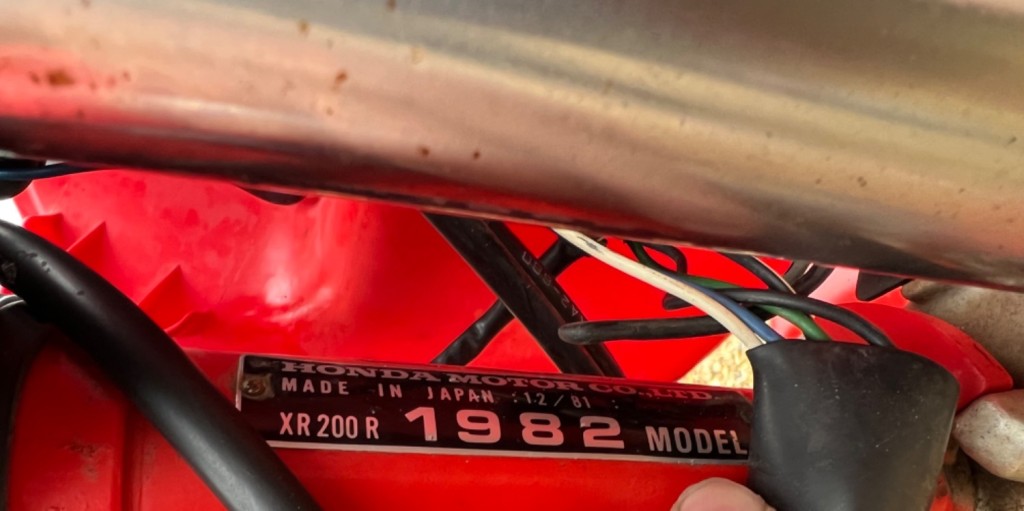 HONDA MOTOR CO.,LTD.
MADE IN JAPAN 12/81
XR200R 1982 MODEL